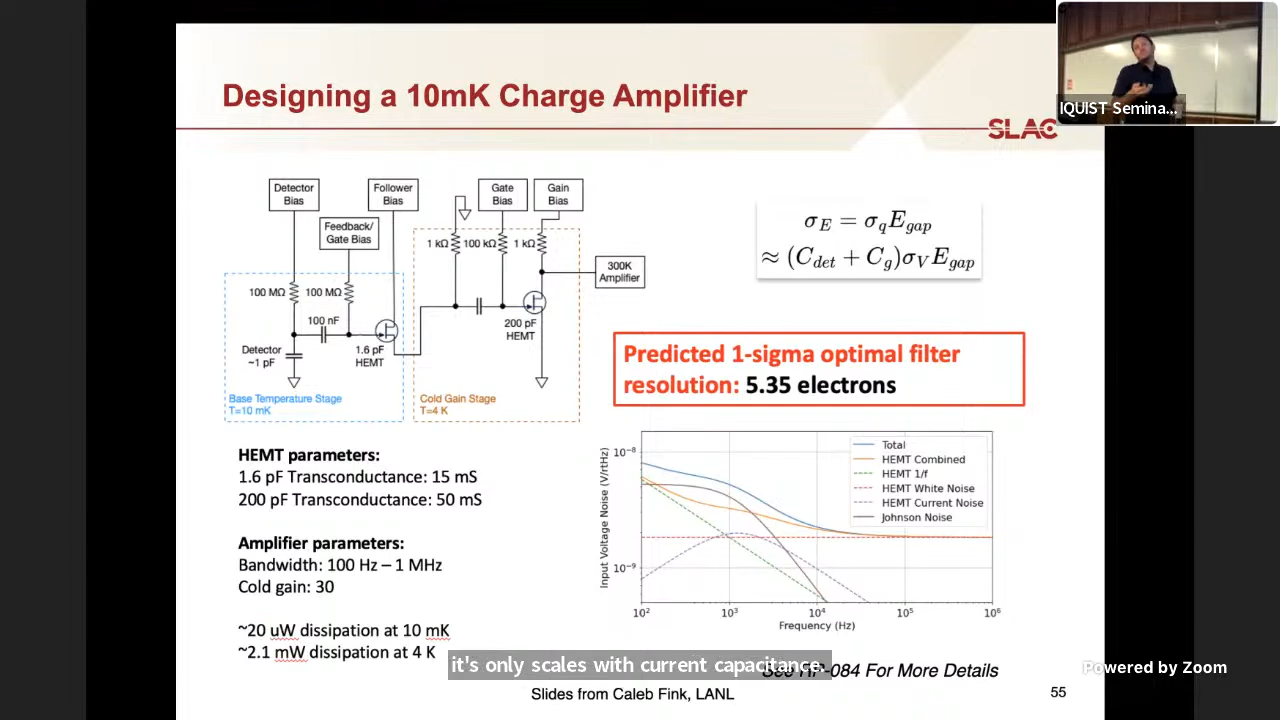 Designing a 10mK Charge Amplifier
SLAC
IQUIST Semina...
Detector
Bias
Follower
Bias
Gate
Bias
Gain
Bias
Feedback/
Gate Bias
1 kΩ
100 kΩ
1 kΩ
300K
Amplifier
100 MΩ
100 MΩ
100 nF
200 pF
HEMT
Detector
~1 pF
1.6 pF
HEMT
Base Temperature Stage
T=10 mK
Cold Gain Stage
T=4 K
σ_E = σ_q E_gap
≈ (C_det + C_g)σ_V E_gap
Predicted 1-sigma optimal filter
resolution: 5.35 electrons
HEMT parameters:
1.6 pF Transconductance: 15 mS
200 pF Transconductance: 50 mS
Amplifier parameters:
Bandwidth: 100 Hz – 1 MHz
Cold gain: 30
~20 uW dissipation at 10 mK
~2.1 mW dissipation at 4 K
Input Voltage Noise (V/rtHz)
10⁻⁸
10⁻⁹
Total
HEMT Combined
HEMT 1/f
HEMT White Noise
HEMT Current Noise
Johnson Noise
10² 10³ 10⁴ 10⁵ 10⁶
Frequency (Hz)
it's only scales with current capacitance.
See RP-084 For More Details
Powered by Zoom
Slides from Caleb Fink, LANL
55